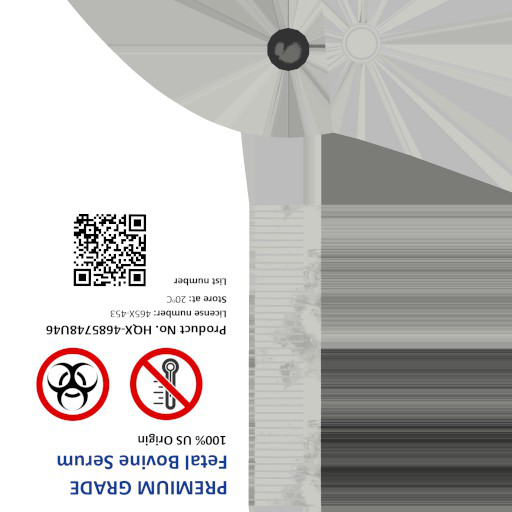 PREMIUM GRADE
Fetal Bovine Serum
100% US Origin
Product No. HQX-4685748U46
License number: 465X-453
Store at: 20°C
List number